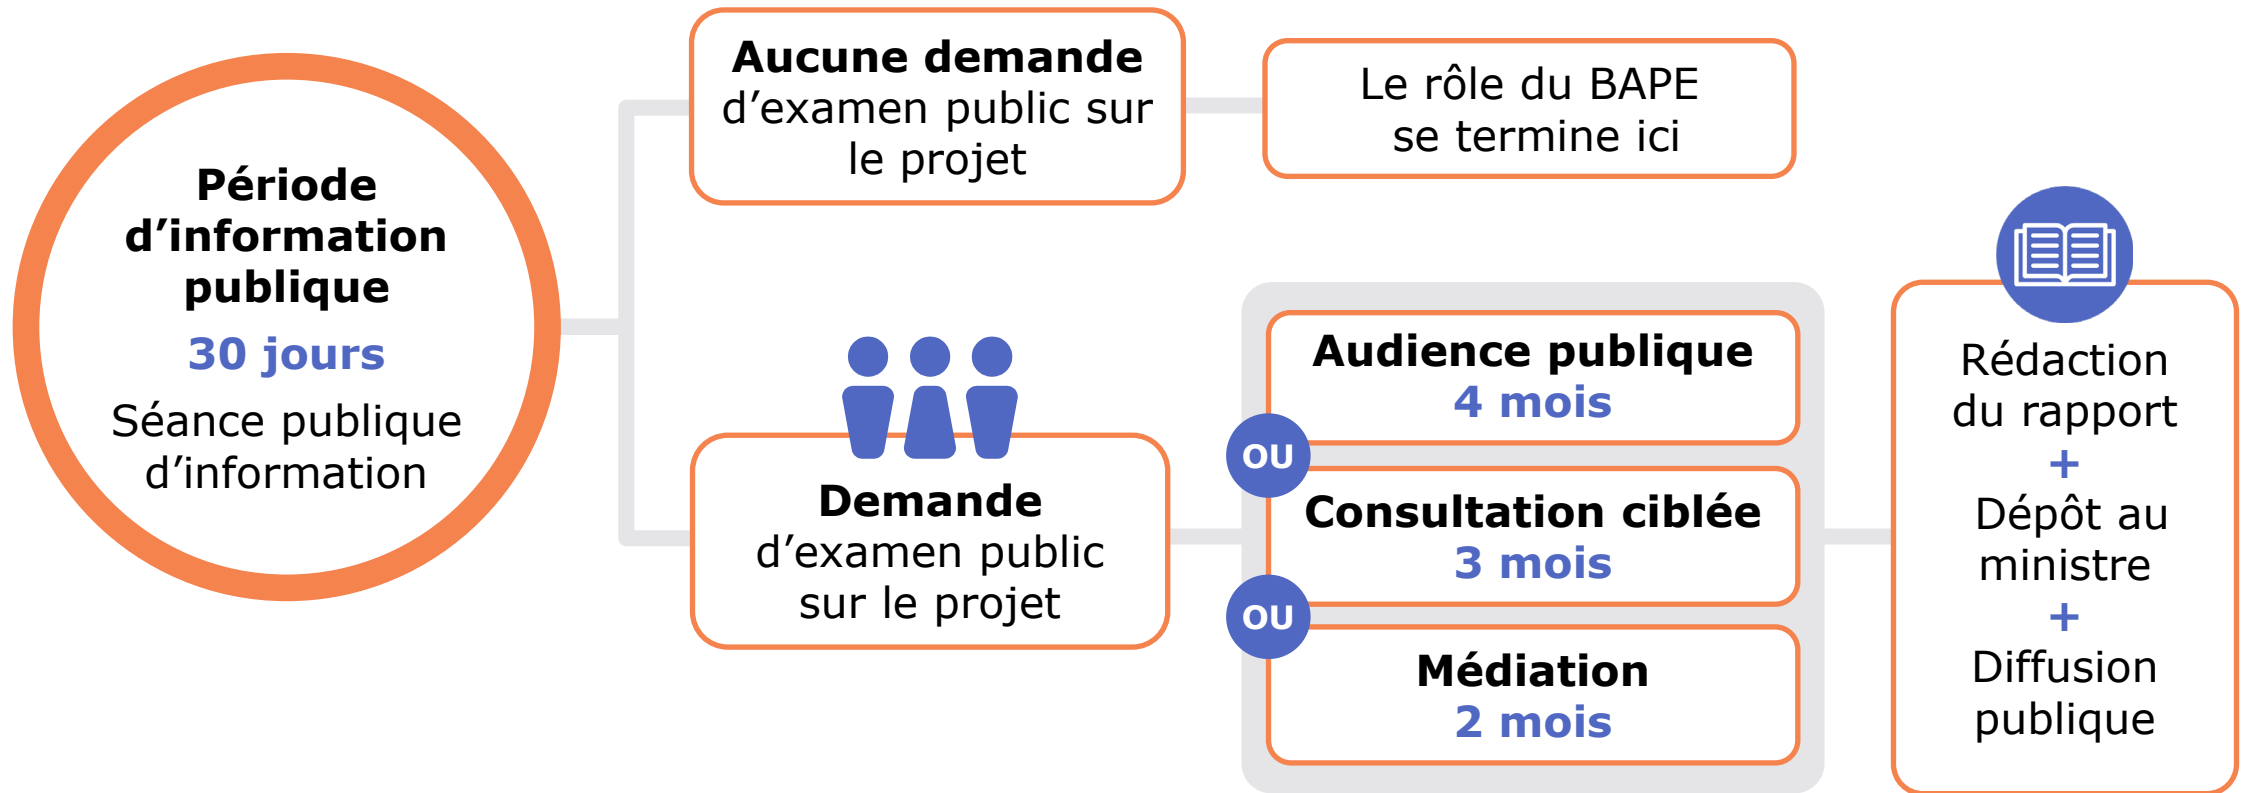 Période
d’information
publique
30 jours
Séance publique
d’information
Aucune demande
d’examen public sur
le projet
Le rôle du BAPE
se termine ici
Demande
d’examen public
sur le projet
Audience publique
4 mois
OU
Consultation ciblée
3 mois
OU
Médiation
2 mois
Rédaction
du rapport
+
Dépôt au
ministre
+
Diffusion
publique